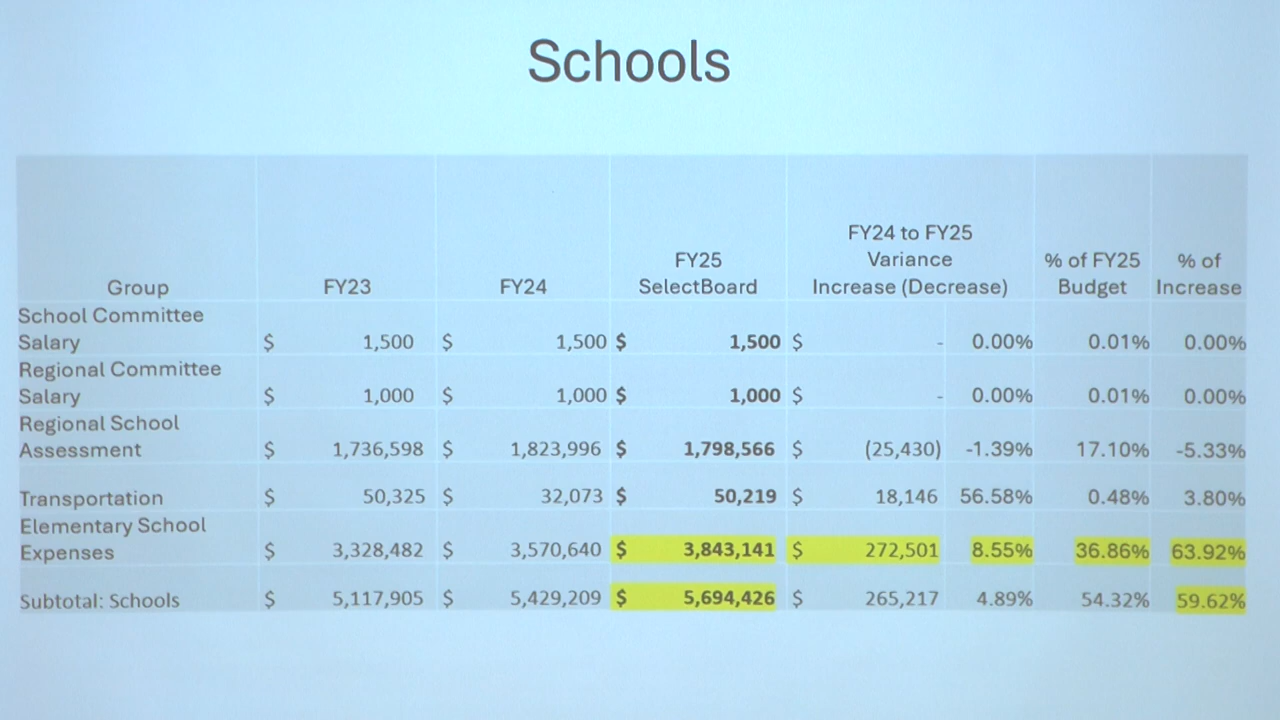 Schools
FY24 to FY25
FY25 Variance % of FY25 % of
Group FY23 FY24 SelectBoard Increase (Decrease) Budget Increase
School Committee
Salary $ 1,500 $ 1,500 $ 1,500 $ - 0.00% 0.01% 0.00%
Regional Committee
Salary $ 1,000 $ 1,000 $ 1,000 $ - 0.00% 0.01% 0.00%
Regional School
Assessment $ 1,736,598 $ 1,823,996 $ 1,798,566 $ (25,430) -1.39% 17.10% -5.33%
Transportation $ 50,325 $ 32,073 $ 50,219 $ 18,146 56.58% 0.48% 3.80%
Elementary School
Expenses $ 3,328,482 $ 3,570,640 $ 3,843,141 $ 272,501 8.55% 36.86% 63.92%
Subtotal: Schools $ 5,117,905 $ 5,429,209 $ 5,694,426 $ 265,217 4.89% 54.32% 59.62%